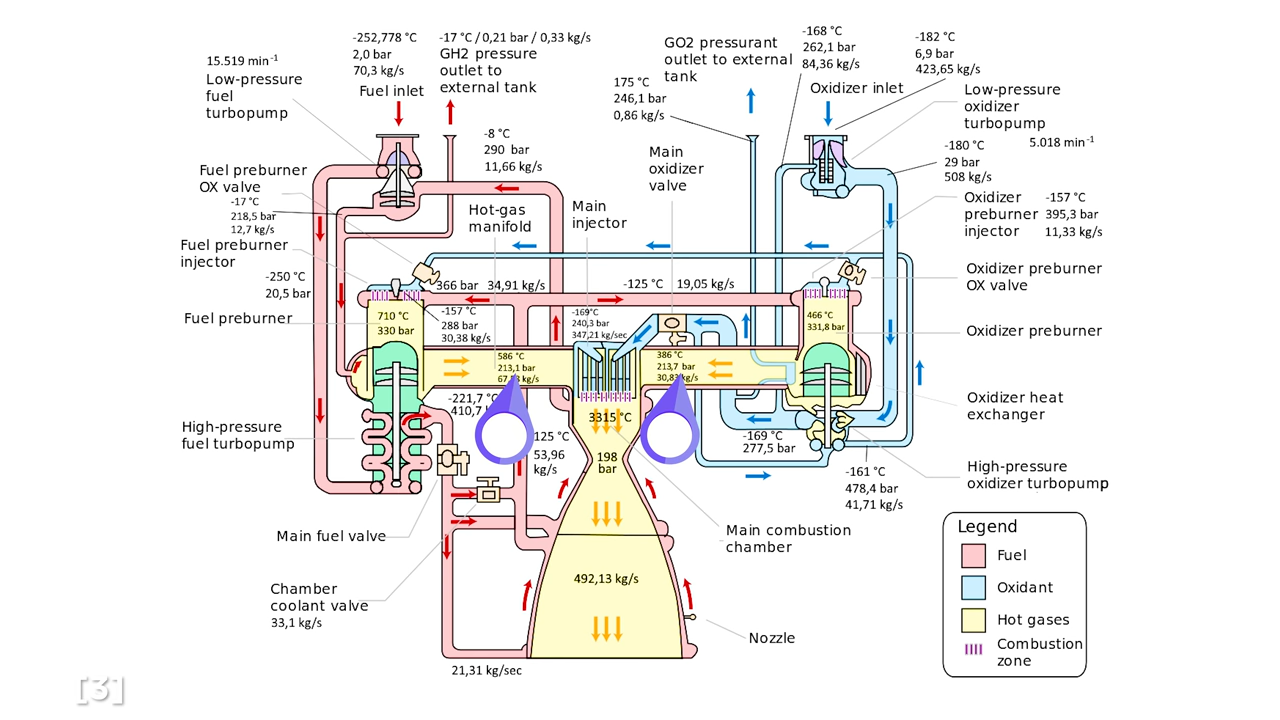 -252,778 °C
2,0 bar
70,3 kg/s
Fuel inlet
-17 °C / 0,21 bar / 0,33 kg/s
GH2 pressure
outlet to
external tank
15.519 min⁻¹
Low-pressure
fuel
turbopump
GO2 pressurant
outlet to external
tank
175 °C
246,1 bar
0,86 kg/s
-168 °C
262,1 bar
84,36 kg/s
Oxidizer inlet
-182 °C
6,9 bar
423,65 kg/s
Low-pressure
oxidizer
turbopump
5.018 min⁻¹
-180 °C
29 bar
508 kg/s
-8 °C
290 bar
11,66 kg/s
Main
oxidizer
valve
Fuel preburner
OX valve
-17 °C
218,5 bar
12,7 kg/s
Hot-gas
manifold
Main
injector
Oxidizer
preburner
injector
-157 °C
395,3 bar
11,33 kg/s
Fuel preburner
injector
-250 °C
20,5 bar
366 bar 34,91 kg/s
-125 °C 19,05 kg/s
Oxidizer preburner
OX valve
Fuel preburner
710 °C
330 bar
-157 °C
288 bar
30,38 kg/s
-169°C
240,3 bar
347,21 kg/sec
466 °C
331,8 bar
Oxidizer preburner
586 °C
213,1 bar
kg/s
386 °C
213,7 bar
30,83kg/s
-221,7 °C
410,7
3315°C
Oxidizer heat
exchanger
High-pressure
fuel turbopump
125 °C
53,96
kg/s
198
bar
-169 °C
277,5 bar
-161 °C
478,4 bar
41,71 kg/s
High-pressure
oxidizer turbopump
Main fuel valve
Main combustion
chamber
Chamber
coolant valve
33,1 kg/s
492,13 kg/s
Nozzle
21,31 kg/sec
Legend
Fuel
Oxidant
Hot gases
Combustion
zone
[3]